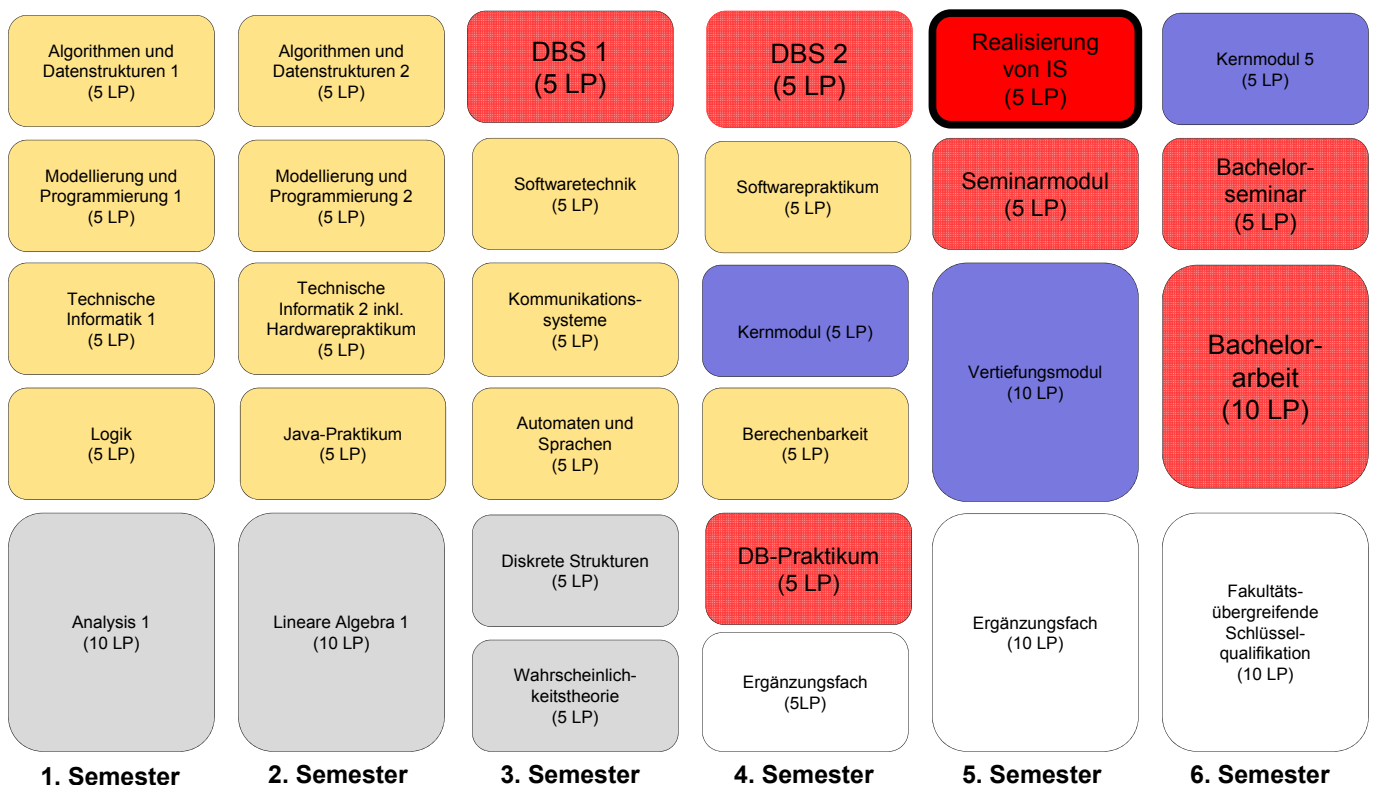 Algorithmen und
Datenstrukturen 1
(5 LP)
Algorithmen und
Datenstrukturen 2
(5 LP)
DBS 1
(5 LP)
DBS 2
(5 LP)
Realisierung
von IS
(5 LP)
Kernmodul 5
(5 LP)
Modellierung und
Programmierung 1
(5 LP)
Modellierung und
Programmierung 2
(5 LP)
Softwaretechnik
(5 LP)
Softwarepraktikum
(5 LP)
Seminarmodul
(5 LP)
Bachelor-
seminar
(5 LP)
Technische
Informatik 1
(5 LP)
Technische
Informatik 2 inkl.
Hardwarepraktikum
(5 LP)
Kommunikations-
systeme
(5 LP)
Kernmodul (5 LP)
Vertiefungsmodul
(10 LP)
Bachelor-
arbeit
(10 LP)
Logik
(5 LP)
Java-Praktikum
(5 LP)
Automaten und
Sprachen
(5 LP)
Berechenbarkeit
(5 LP)
Analysis 1
(10 LP)
Lineare Algebra 1
(10 LP)
Diskrete Strukturen
(5 LP)
DB-Praktikum
(5 LP)
Ergänzungsfach
(10 LP)
Fakultäts-
übergreifende
Schlüssel-
qualifikation
(10 LP)
Wahrscheinlich-
keitstheorie
(5 LP)
Ergänzungsfach
(5LP)
1. Semester
2. Semester
3. Semester
4. Semester
5. Semester
6. Semester